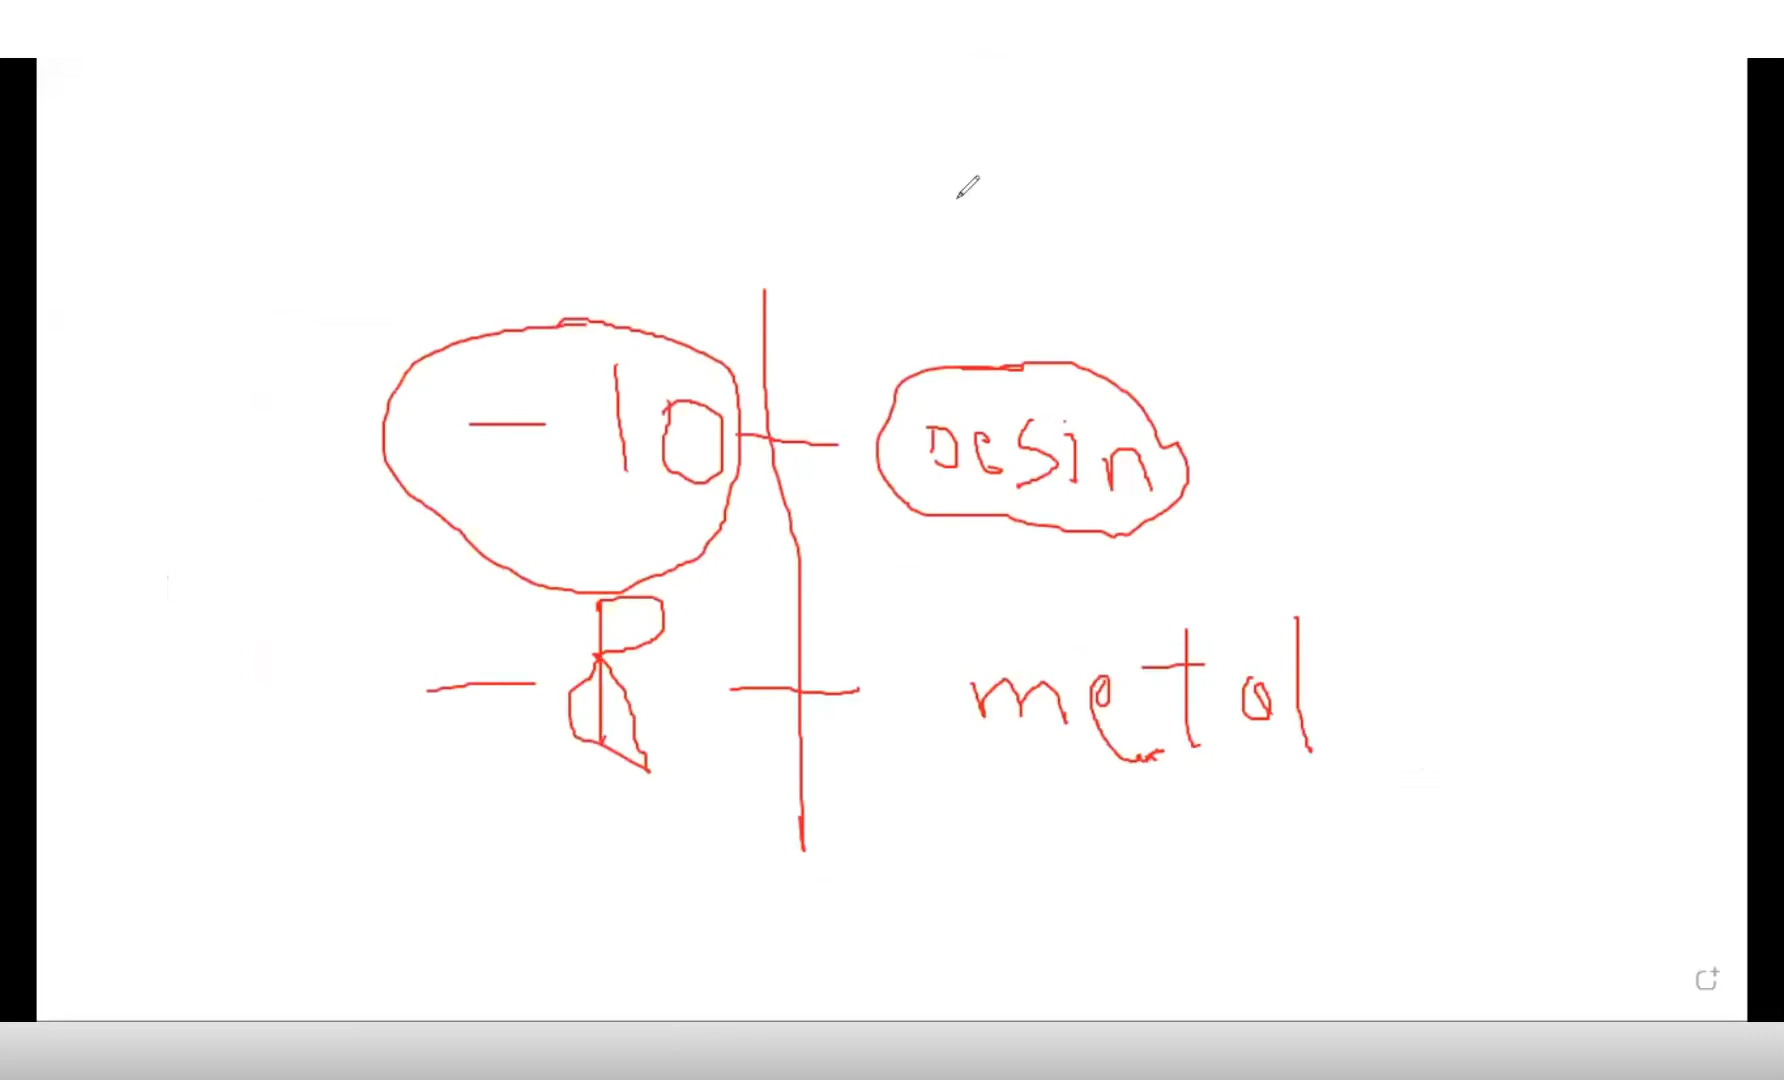 — 10 — Desin
— R — metal